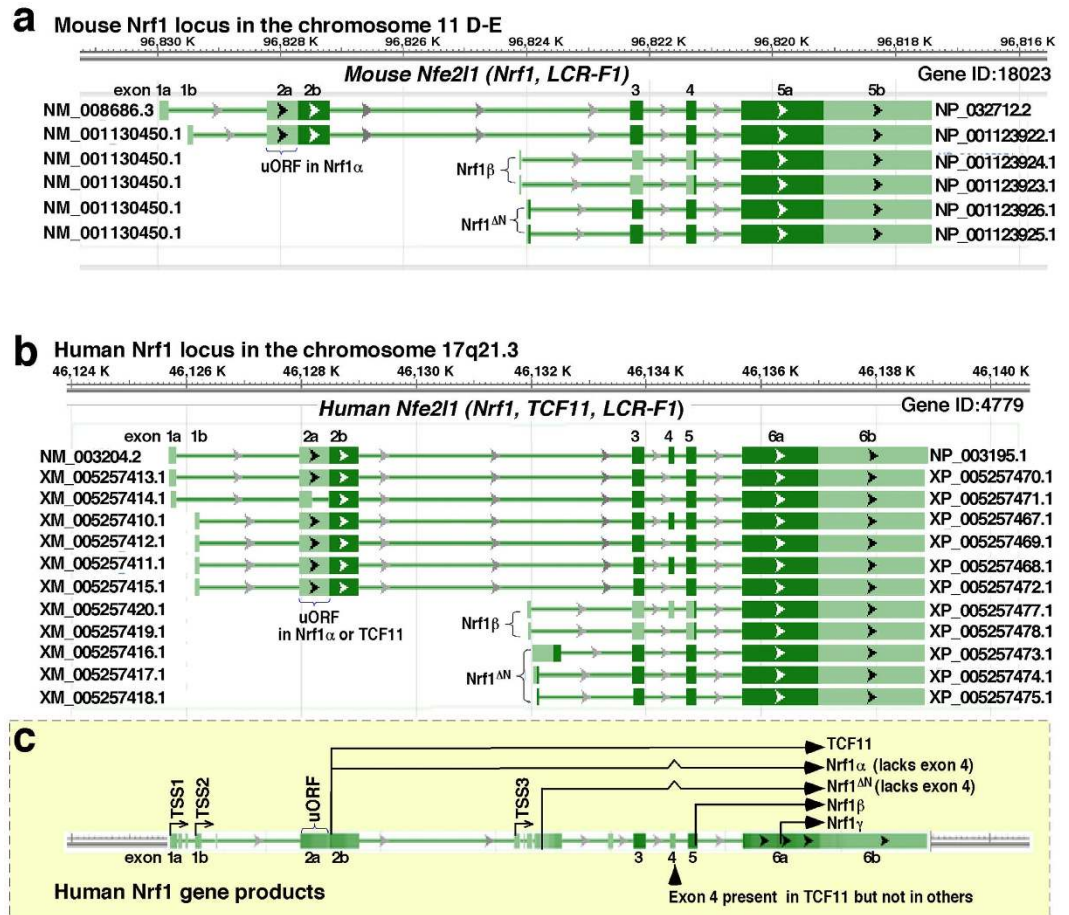 a Mouse Nrf1 locus in the chromosome 11 D-E
96,830 K 96,828 K 96,826 K 96,824 K 96,822 K 96,820 K 96,818 K 96,816 K
Mouse Nfe2l1 (Nrf1, LCR-F1) Gene ID:18023
exon 1a 1b 2a 2b 3 4 5a 5b
NM_008686.3 NP_032712.2
NM_001130450.1 NP_001123922.1
NM_001130450.1 NP_001123924.1
uORF in Nrf1α Nrf1β
NM_001130450.1 NP_001123923.1
NM_001130450.1 NP_001123926.1
Nrf1ΔN
NM_001130450.1 NP_001123925.1
b Human Nrf1 locus in the chromosome 17q21.3
46,124 K 46,126 K 46,128 K 46,130 K 46,132 K 46,134 K 46,136 K 46,138 K 46,140 K
Human Nfe2l1 (Nrf1, TCF11, LCR-F1) Gene ID:4779
exon 1a 1b 2a 2b 3 4 5 6a 6b
NM_003204.2 NP_003195.1
XM_005257413.1 XP_005257470.1
XM_005257414.1 XP_005257471.1
XM_005257410.1 XP_005257467.1
XM_005257412.1 XP_005257469.1
XM_005257411.1 XP_005257468.1
XM_005257415.1 XP_005257472.1
XM_005257420.1 XP_005257477.1
uORF
in Nrf1α or TCF11 Nrf1β
XM_005257419.1 XP_005257478.1
XM_005257416.1 XP_005257473.1
Nrf1ΔN
XM_005257417.1 XP_005257474.1
XM_005257418.1 XP_005257475.1
c
TCF11
Nrf1α (lacks exon 4)
Nrf1ΔN (lacks exon 4)
Nrf1β
Nrf1γ
TSS1 TSS2 uORF TSS3
exon 1a 1b 2a 2b 3 4 5 6a 6b
Human Nrf1 gene products
Exon 4 present in TCF11 but not in others